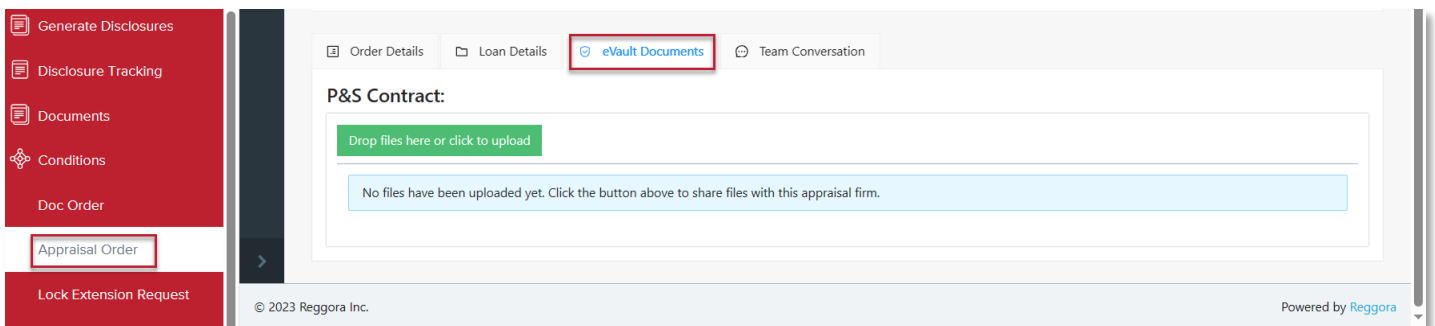 Generate Disclosures
Disclosure Tracking
Documents
Conditions
Doc Order
Appraisal Order
Lock Extension Request
Order Details
Loan Details
eVault Documents
Team Conversation
P&S Contract:
Drop files here or click to upload
No files have been uploaded yet. Click the button above to share files with this appraisal firm.
© 2023 Reggora Inc.
Powered by Reggora